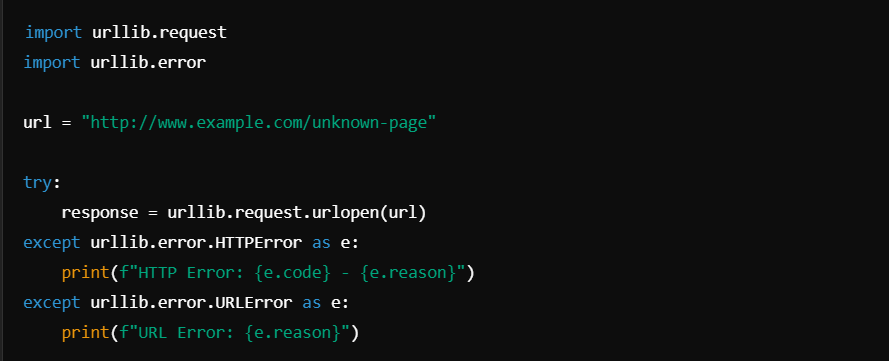 import urllib.request
import urllib.error

url = "http://www.example.com/unknown-page"

try:
    response = urllib.request.urlopen(url)
except urllib.error.HTTPError as e:
    print(f"HTTP Error: {e.code} - {e.reason}")
except urllib.error.URLError as e:
    print(f"URL Error: {e.reason}")